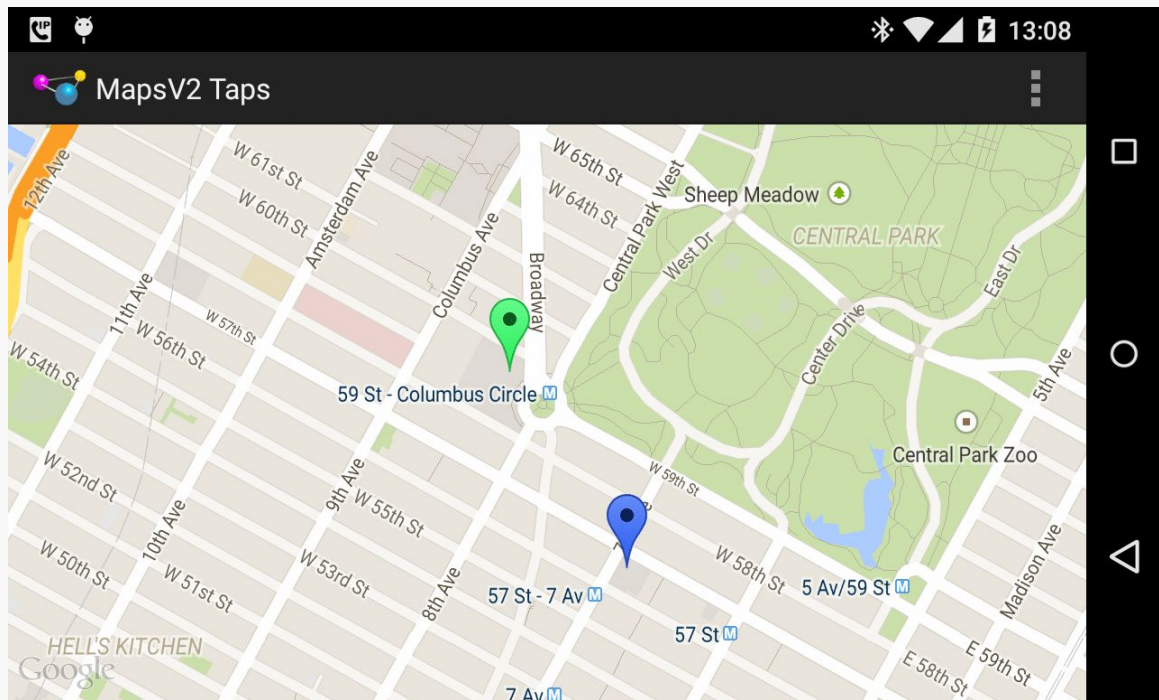 13:08
MapsV2 Taps
W 61st St
W 65th St
12th Ave
Amsterdam Ave
Central Park West
Sheep Meadow
W 60th St
W 64th St
Columbus Ave
CENTRAL PARK
West Dr
East Dr
Broadway
11th Ave
W 57th St
W 56th St
Center Drive
W 54th St
5th Ave
59 St - Columbus Circle M
Central Park Zoo
W 52nd St
W 59th St
9th Ave
W 55th St
10th Ave
W 50th St
W 51st St
W 53rd St
W 58th St
Madison Ave
8th Ave
57 St - 7 Av M
5 Av/59 St M
57 St M
HELL'S KITCHEN
Google
E 59th St
E 58th St
7 Av M